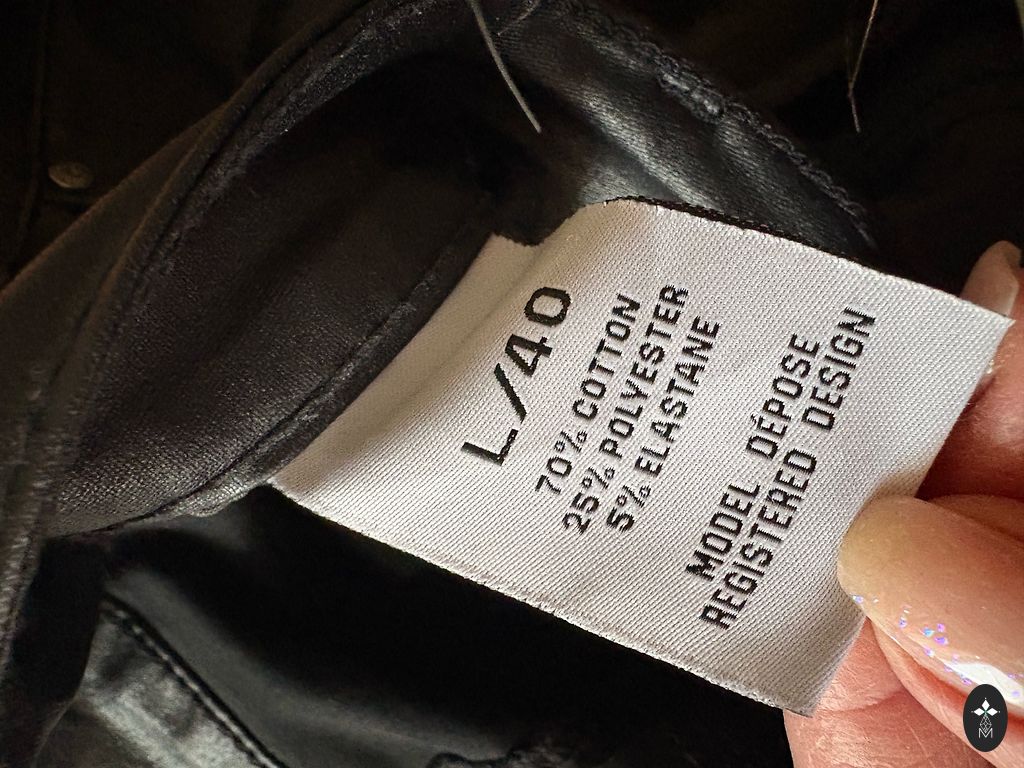 L/40
70% COTTON
25% POLYESTER
5% ELASTANE
MODEL DÉPOSE
REGISTERED DESIGN
M